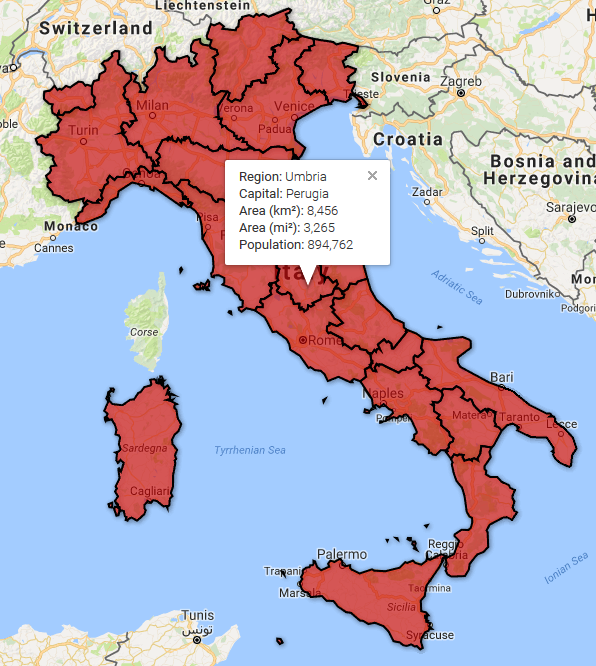 Liechtenstein
Graz
Switzerland
Slovenia
Zagreb
Milan
Verona
Venice
Trieste
Turin
Padua
Croatia
Genoa
Bosnia and
Herzegovina
Region: Umbria
Capital: Perugia
Area (km²): 8,456
Area (mi²): 3,265
Population: 894,762
Zadar
Sarajevo
Monaco
Pisa
Split
Cannes
Italy
Adriatic Sea
Dubrovnik
Podgori
Corse
Rome
Bari
Naples
Matera
Taranto
Pompeii
Lecce
Sardegna
Tyrrhenian Sea
Cagliari
Palermo
Reggio
Calabria
Ionian Sea
Trapani
Marsala
Taormina
Sicilia
Syracuse
Tunis
تونس